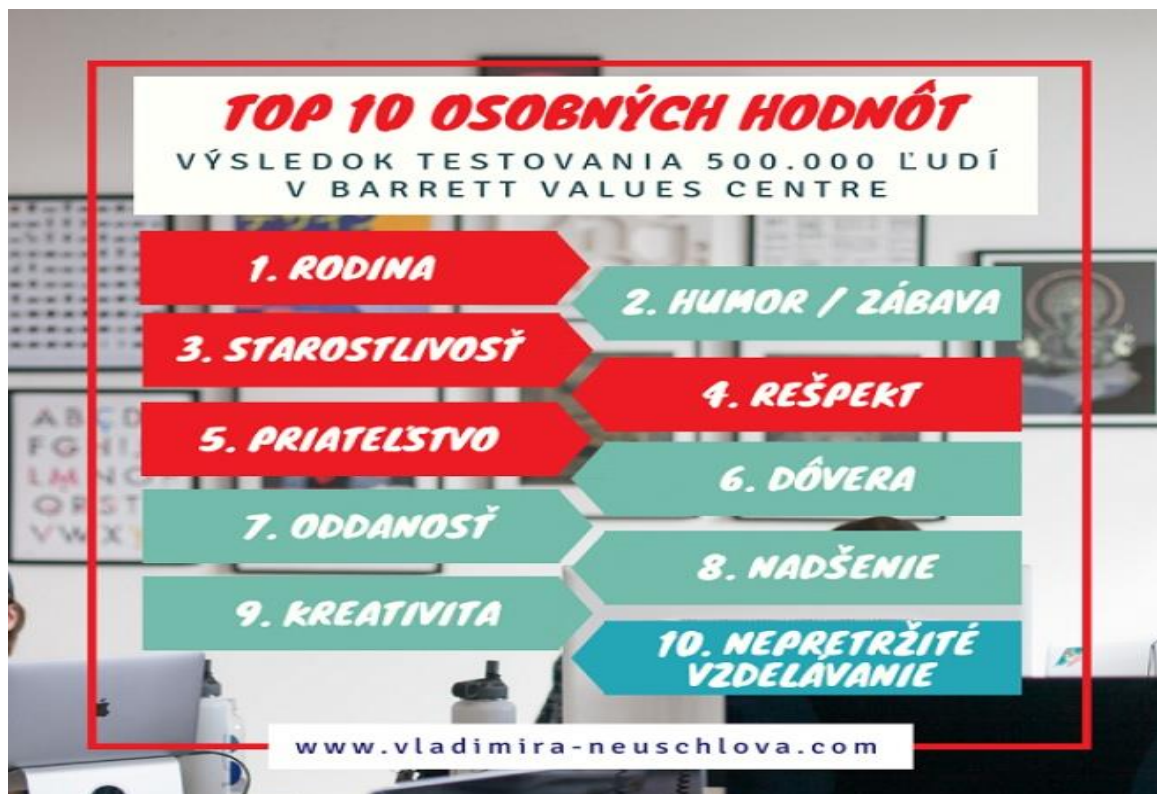 TOP 10 OSOBNÝCH HODNÔT
VÝSLEDOK TESTOVANIA 500.000 ĽUDÍ
V BARRETT VALUES CENTRE
1. RODINA
2. HUMOR / ZÁBAVA
3. STAROSTLIVOSŤ
4. REŠPEKT
5. PRIATEĽSTVO
6. DÔVERA
7. ODDANOSŤ
8. NADŠENIE
9. KREATIVITA
10. NEPRETRŽITÉ
VZDELÁVANIE
www.vladimira-neuschlova.com